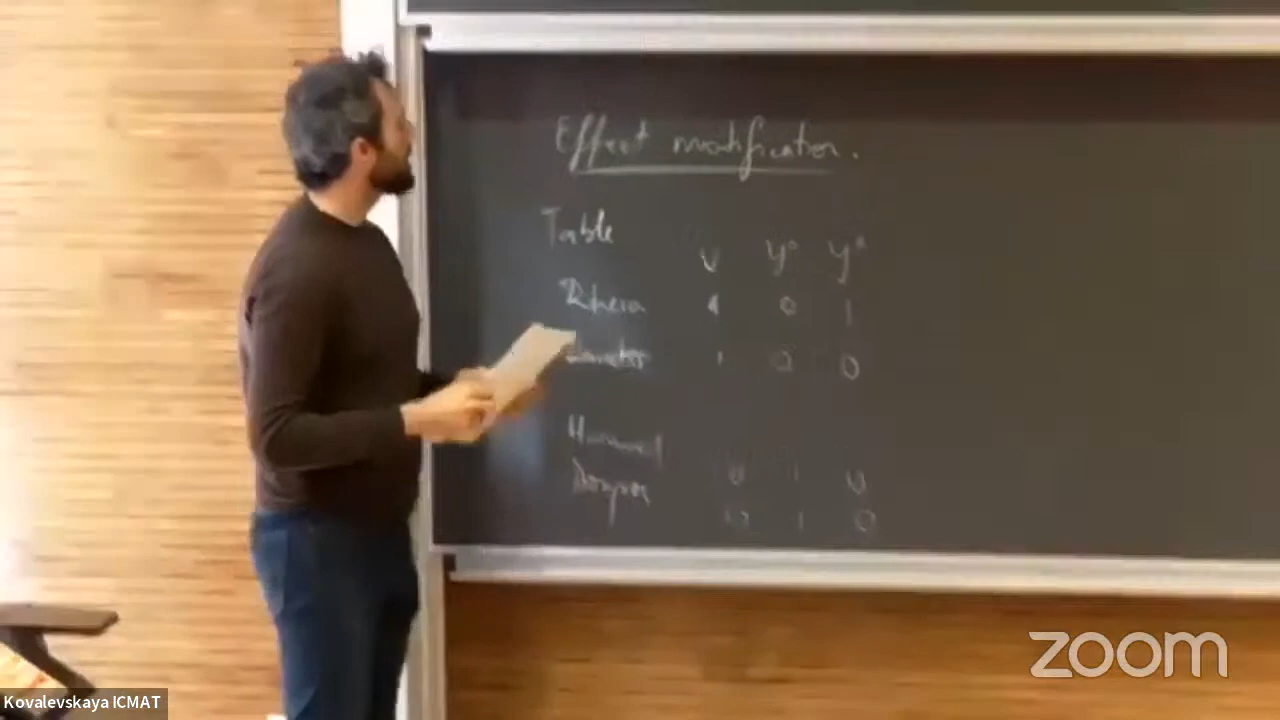 Effect modification.
Table
V Y⁰ Y¹
Rheia 1 0 1
1 0 0
0 1 0
0 1 0
zoom
Kovalevskaya ICMAT